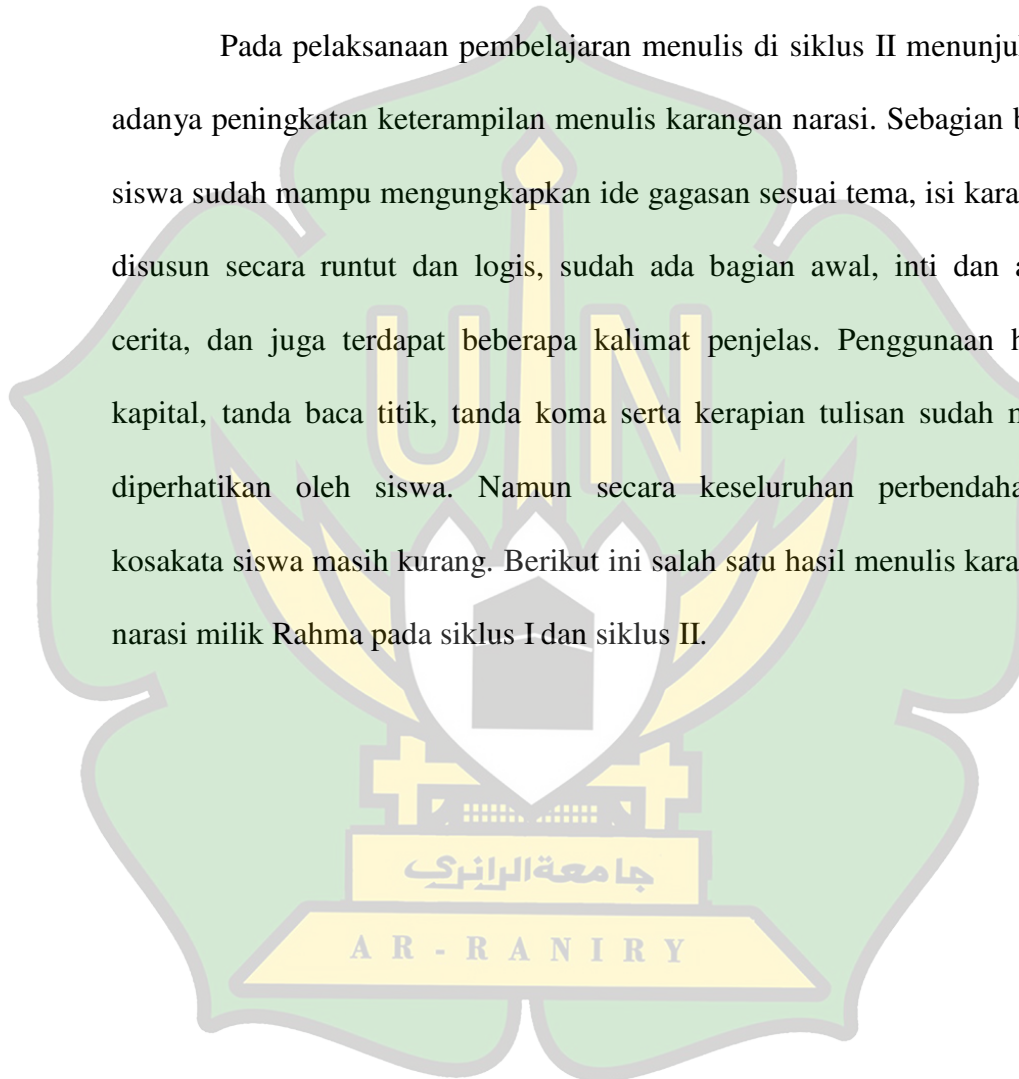 Pada pelaksanaan pembelajaran menulis di siklus II menunju
adanya peningkatan keterampilan menulis karangan narasi. Sebagian
siswa sudah mampu mengungkapkan ide gagasan sesuai tema, isi kara
disusun secara runtut dan logis, sudah ada bagian awal, inti dan a
cerita, dan juga terdapat beberapa kalimat penjelas. Penggunaan h
kapital, tanda baca titik, tanda koma serta kerapian tulisan sudah
diperhatikan oleh siswa. Namun secara keseluruhan perbendaha
kosakata siswa masih kurang. Berikut ini salah satu hasil menulis kara
narasi milik Rahma pada siklus I dan siklus II.
UIN
جامعة الرانري
AR-RANIRY